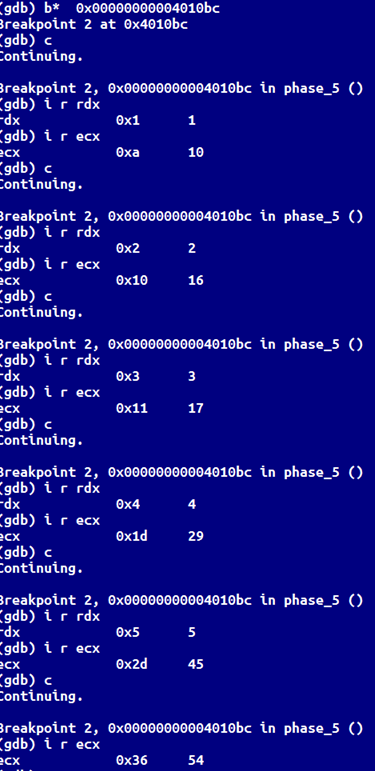 (gdb) b*  0x00000000004010bc
Breakpoint 2 at 0x4010bc
(gdb) c
Continuing.

Breakpoint 2, 0x00000000004010bc in phase_5 ()
(gdb) i r rdx
rdx            0x1      1
(gdb) i r ecx
ecx            0xa      10
(gdb) c
Continuing.

Breakpoint 2, 0x00000000004010bc in phase_5 ()
(gdb) i r rdx
rdx            0x2      2
(gdb) i r ecx
ecx            0x10     16
(gdb) c
Continuing.

Breakpoint 2, 0x00000000004010bc in phase_5 ()
(gdb) i r rdx
rdx            0x3      3
(gdb) i r ecx
ecx            0x11     17
(gdb) c
Continuing.

Breakpoint 2, 0x00000000004010bc in phase_5 ()
(gdb) i r rdx
rdx            0x4      4
(gdb) i r ecx
ecx            0x1d     29
(gdb) c
Continuing.

Breakpoint 2, 0x00000000004010bc in phase_5 ()
(gdb) i r rdx
rdx            0x5      5
(gdb) i r ecx
ecx            0x2d     45
(gdb) c
Continuing.

Breakpoint 2, 0x00000000004010bc in phase_5 ()
(gdb) i r ecx
ecx            0x36     54